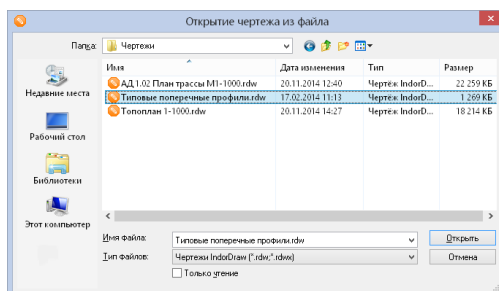 Открытие чертежа из файла
Папка: Чертежи
Имя Дата изменения Тип Размер
АД 1.02 План трассы М1-1000.rdw 20.11.2014 12:40 Чертёж IndorD... 22 259 КБ
Типовые поперечные профили.rdw 17.02.2014 11:13 Чертёж IndorD... 1 269 КБ
Топоплан 1-1000.rdw 20.11.2014 14:27 Чертёж IndorD... 18 214 КБ
Недавние места
Рабочий стол
Библиотеки
Этот компьютер
Имя файла: Типовые поперечные профили.rdw Открыть
Тип файлов: Чертежи IndorDraw (*.rdw;*.rdwx) Отмена
Только чтение